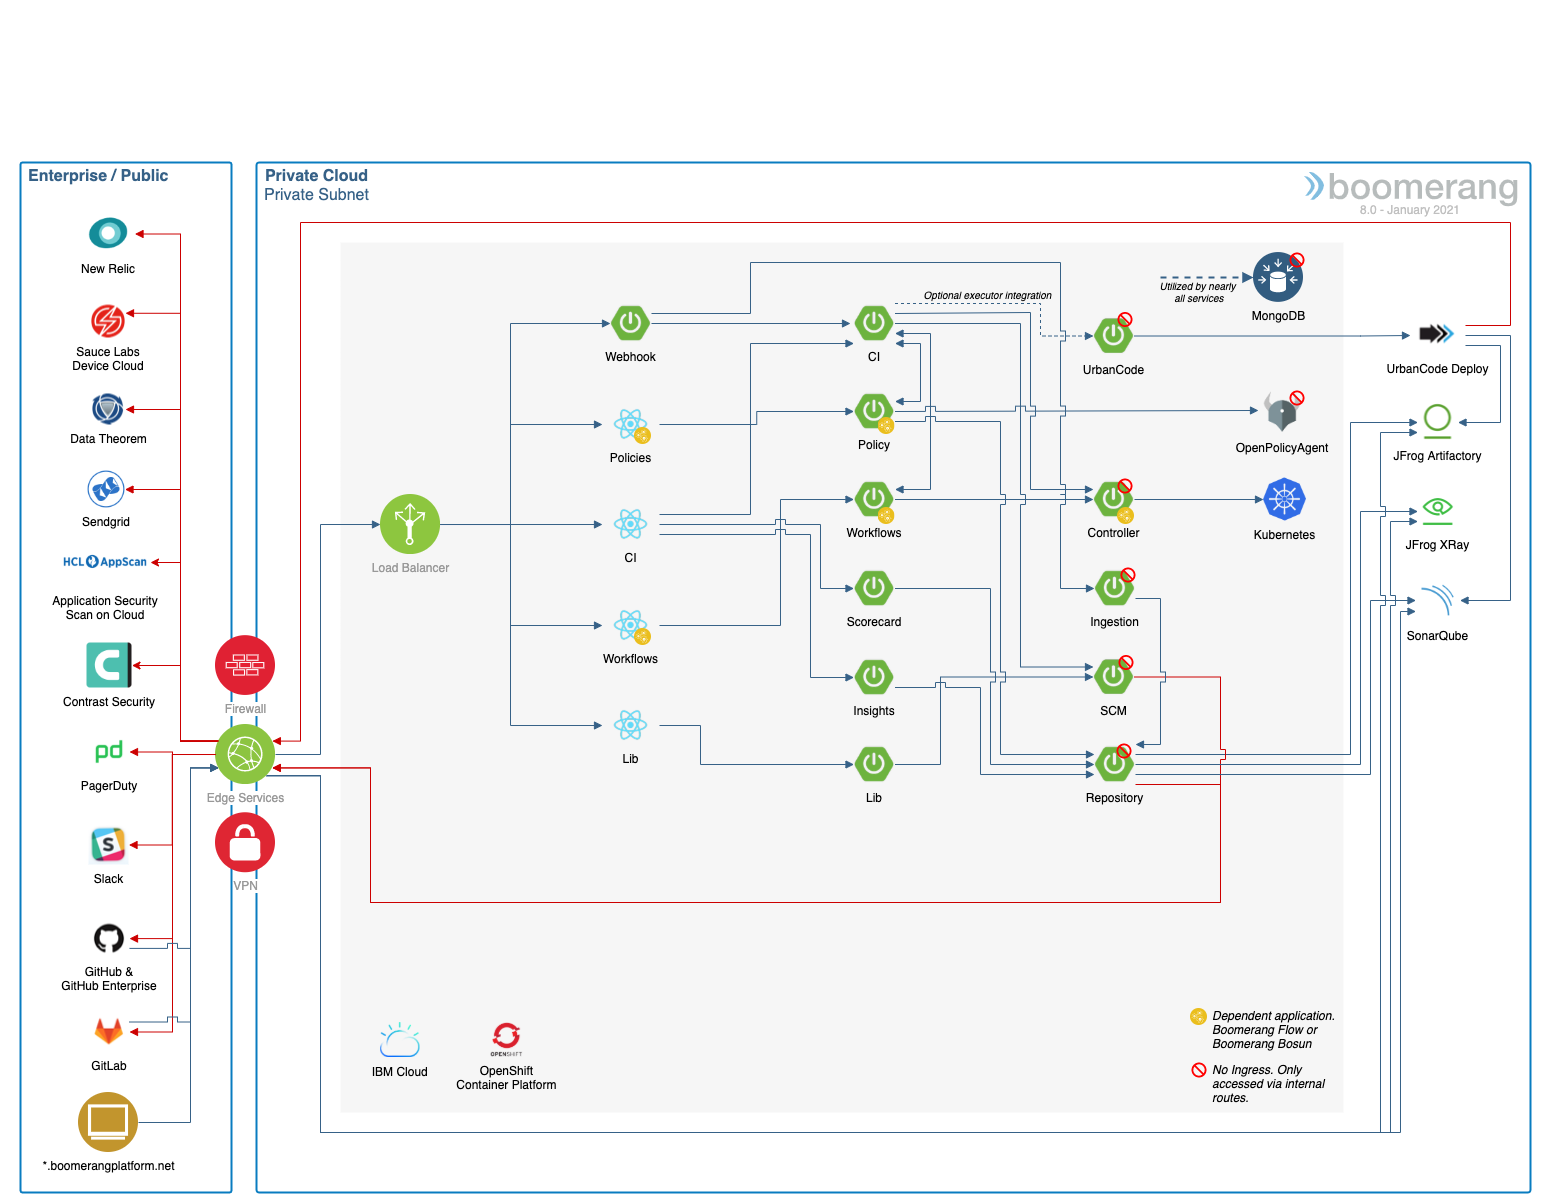 Enterprise / Public
New Relic
Sauce Labs
Device Cloud
Data Theorem
Sendgrid
HCL AppScan
Application Security
Scan on Cloud
Contrast Security
pd
PagerDuty
S
Slack
GitHub &
GitHub Enterprise
GitLab
*.boomerangplatform.net
Firewall
Edge Services
VPN
Private Cloud
Private Subnet
boomerang
8.0 - January 2021
Load Balancer
Webhook
Policies
CI
Workflows
Lib
CI
Policy
Workflows
Scorecard
Insights
Lib
Optional executor integration
UrbanCode
Controller
Ingestion
SCM
Repository
Utilized by nearly
all services
MongoDB
OpenPolicyAgent
Kubernetes
UrbanCode Deploy
JFrog Artifactory
JFrog XRay
SonarQube
IBM Cloud
OPENSHIFT
OpenShift
Container Platform
Dependent application.
Boomerang Flow or
Boomerang Bosun
No Ingress. Only
accessed via internal
routes.